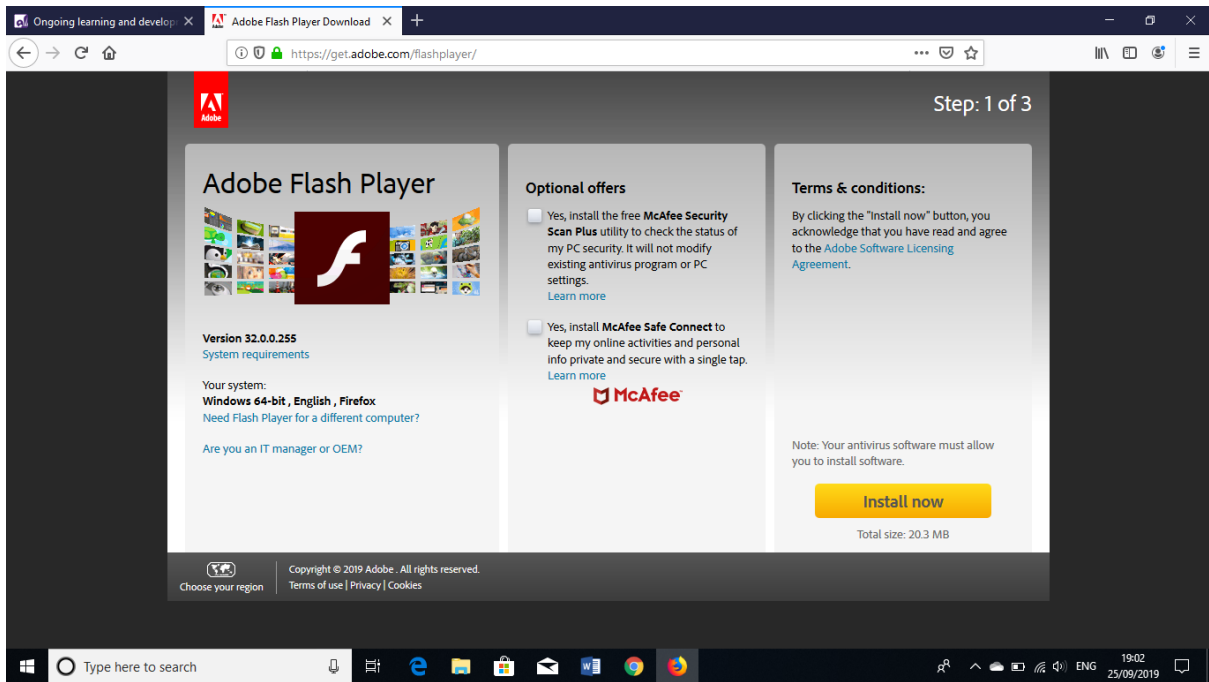 Ongoing learning and develop
Adobe Flash Player Download
https://get.adobe.com/flashplayer/
Adobe
Step: 1 of 3
Adobe Flash Player
Version 32.0.0.255
System requirements
Your system:
Windows 64-bit , English , Firefox
Need Flash Player for a different computer?
Are you an IT manager or OEM?
Optional offers
Yes, install the free McAfee Security
Scan Plus utility to check the status of
my PC security. It will not modify
existing antivirus program or PC
settings.
Learn more
Yes, install McAfee Safe Connect to
keep my online activities and personal
info private and secure with a single tap.
Learn more
McAfee
Terms & conditions:
By clicking the "Install now" button, you
acknowledge that you have read and agree
to the Adobe Software Licensing
Agreement.
Note: Your antivirus software must allow
you to install software.
Install now
Total size: 20.3 MB
Choose your region
Copyright © 2019 Adobe . All rights reserved.
Terms of use | Privacy | Cookies
Type here to search
ENG
19:02
25/09/2019